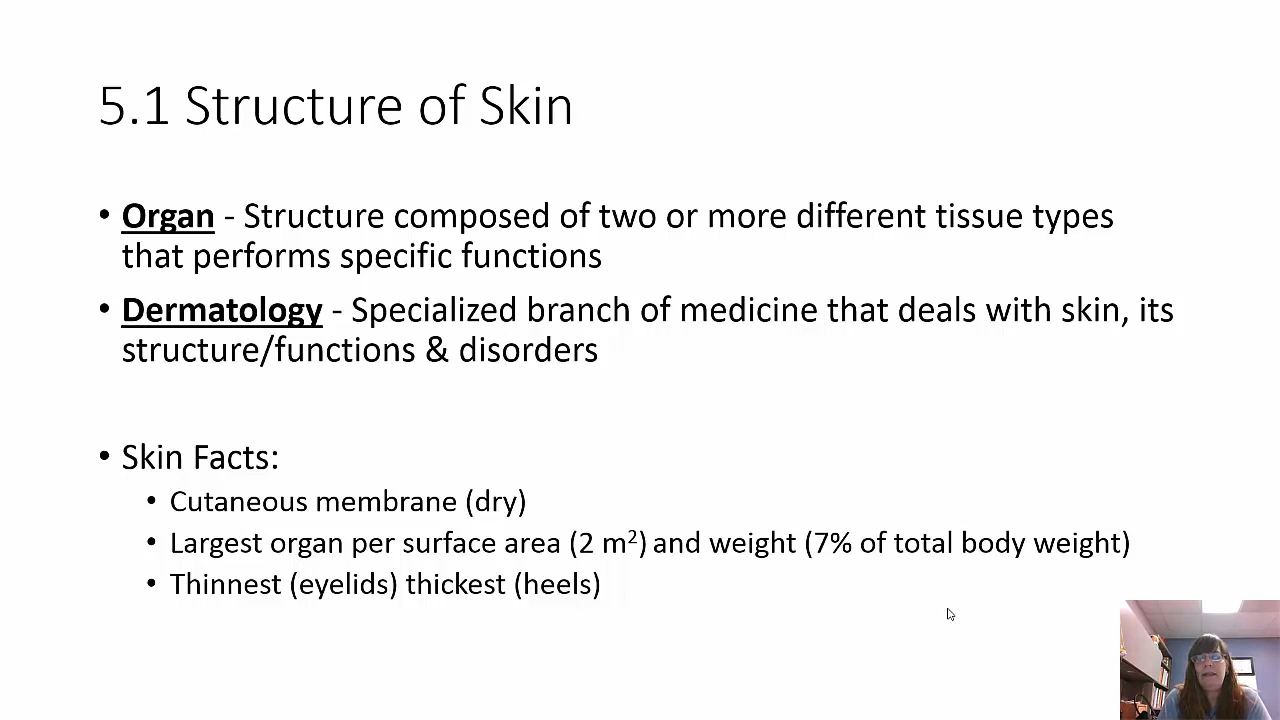 5.1 Structure of Skin
• Organ - Structure composed of two or more different tissue types
that performs specific functions
• Dermatology - Specialized branch of medicine that deals with skin, its
structure/functions & disorders
• Skin Facts:
• Cutaneous membrane (dry)
• Largest organ per surface area (2 m²) and weight (7% of total body weight)
• Thinnest (eyelids) thickest (heels)